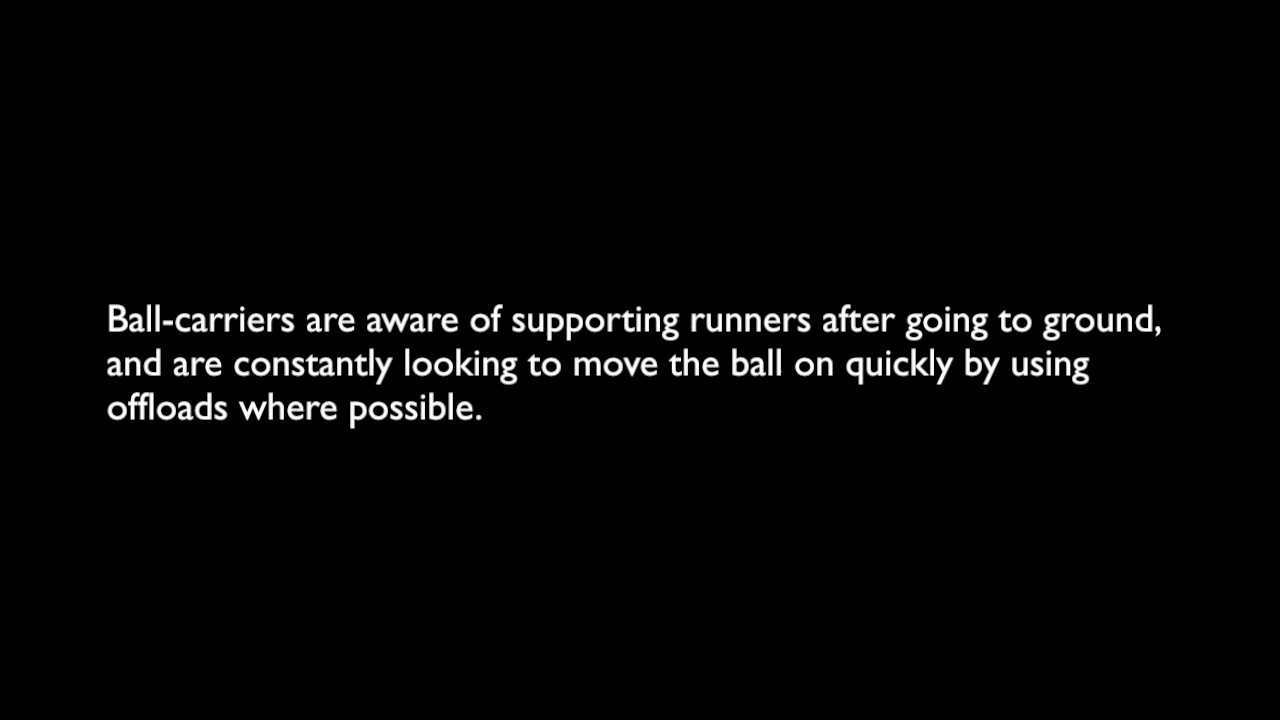 Ball-carriers are aware of supporting runners after going to ground,
and are constantly looking to move the ball on quickly by using
offloads where possible.